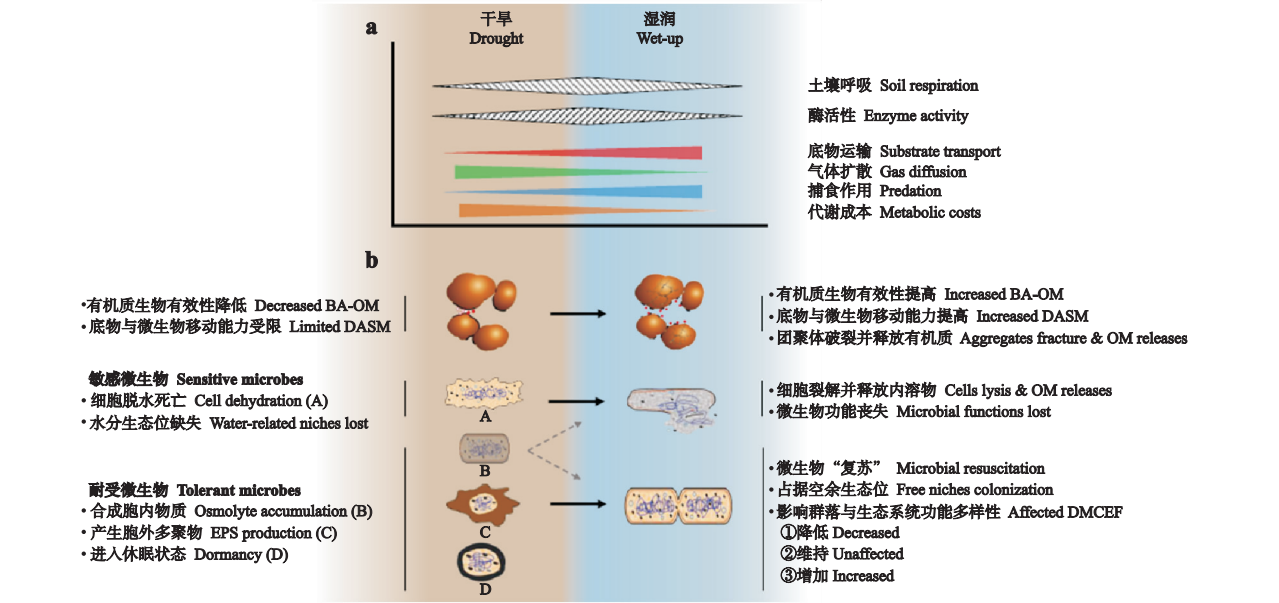 a
干旱
Drought
湿润
Wet-up
土壤呼吸 Soil respiration
酶活性 Enzyme activity
底物运输 Substrate transport
气体扩散 Gas diffusion
捕食作用 Predation
代谢成本 Metabolic costs
b
•有机质生物有效性降低 Decreased BA-OM
•底物与微生物移动能力受限 Limited DASM
•有机质生物有效性提高 Increased BA-OM
•底物与微生物移动能力提高 Increased DASM
•团聚体破裂并释放有机质 Aggregates fracture & OM releases
敏感微生物 Sensitive microbes
•细胞脱水死亡 Cell dehydration (A)
•水分生态位缺失 Water-related niches lost
A
•细胞裂解并释放内溶物 Cells lysis & OM releases
•微生物功能丧失 Microbial functions lost
B
耐受微生物 Tolerant microbes
•合成胞内物质 Osmolyte accumulation (B)
•产生胞外多聚物 EPS production (C)
•进入休眠状态 Dormancy (D)
C
D
•微生物“复苏” Microbial resuscitation
•占据空余生态位 Free niches colonization
•影响群落与生态系统功能多样性 Affected DMCEF
①降低 Decreased
②维持 Unaffected
③增加 Increased